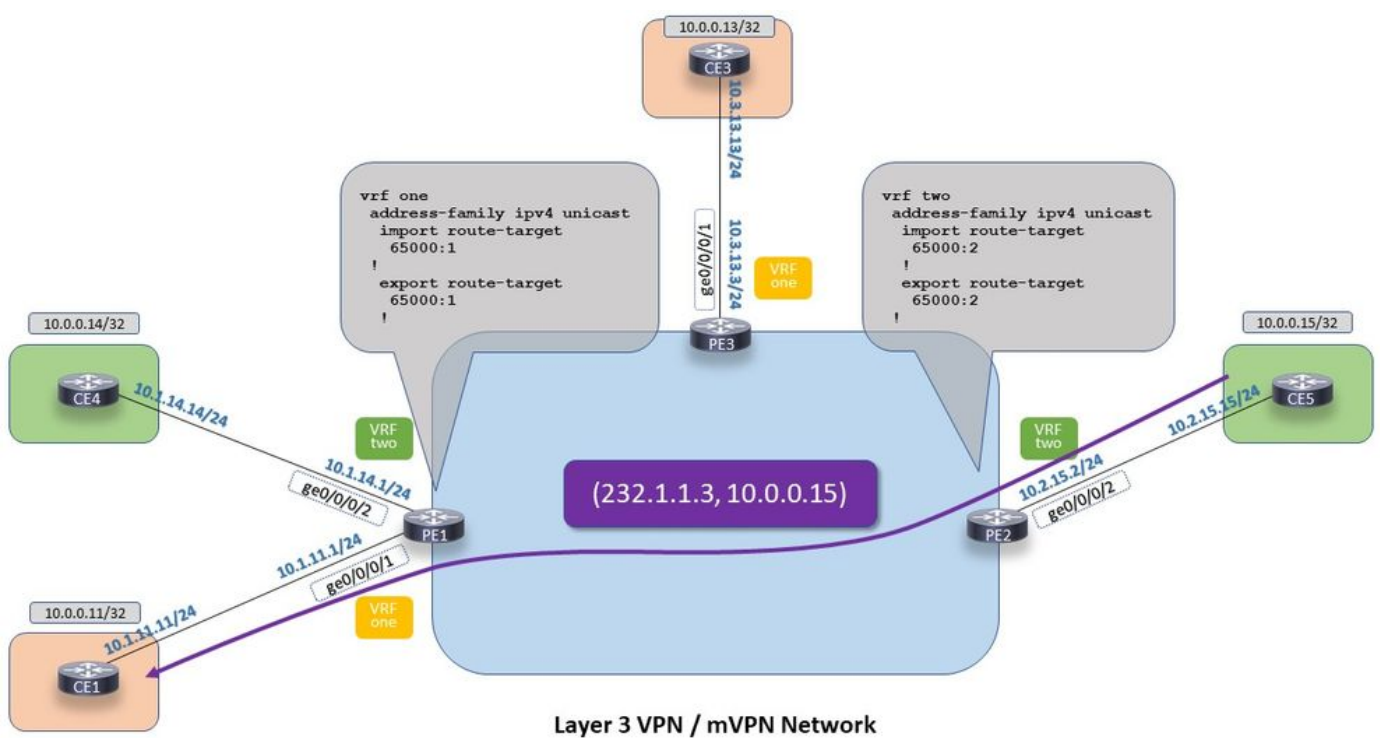 10.0.0.13/32
CE3
10.3.13.13/24
vrf one
address-family ipv4 unicast
import route-target
65000:1
!
export route-target
65000:1
!
ge0/0/0/1
10.3.13.3/24
VRF
one
PE3
vrf two
address-family ipv4 unicast
import route-target
65000:2
!
export route-target
65000:2
!
10.0.0.14/32
CE4
10.1.14.14/24
VRF
two
10.1.14.1/24
ge0/0/0/2
PE1
10.0.0.15/32
CE5
10.2.15.15/24
VRF
two
10.2.15.2/24
ge0/0/0/2
PE2
(232.1.1.3, 10.0.0.15)
10.1.11.1/24
ge0/0/0/1
VRF
one
10.0.0.11/32
10.1.11.11/24
CE1
Layer 3 VPN / mVPN Network